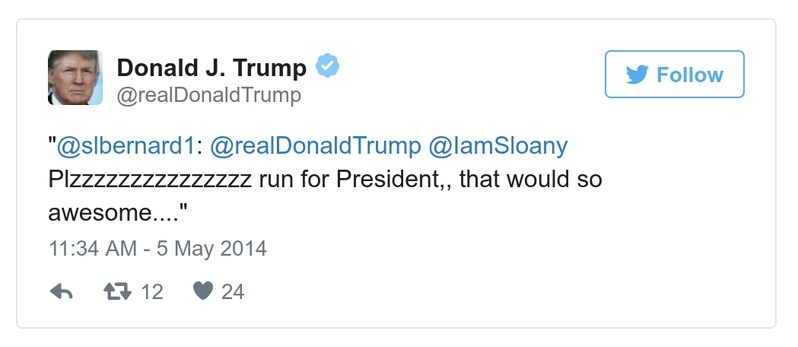 Donald J. Trump
@realDonaldTrump
Follow
"@slbernard1: @realDonaldTrump @IamSloany
Plzzzzzzzzzzzzzzz run for President,, that would so
awesome...."
11:34 AM - 5 May 2014
12 24